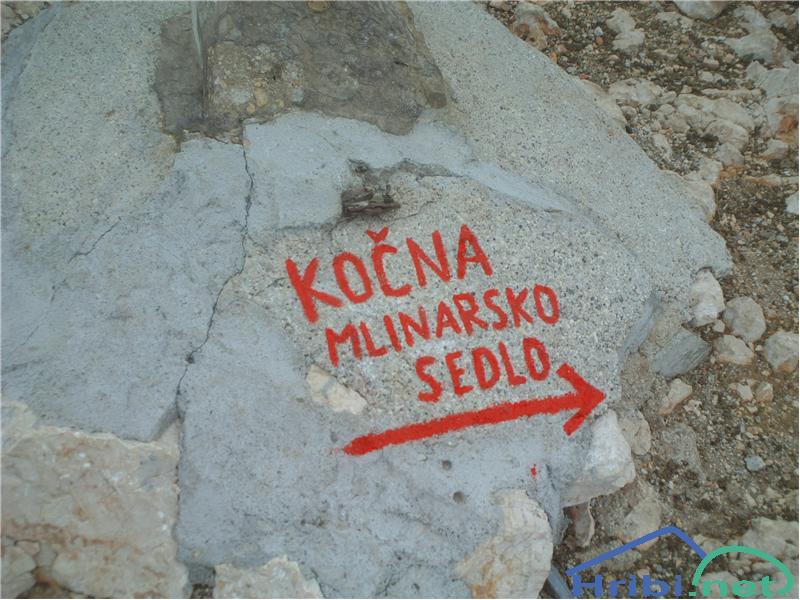 KOČNA
MLINARSKO
SEDLO
Hribi.net